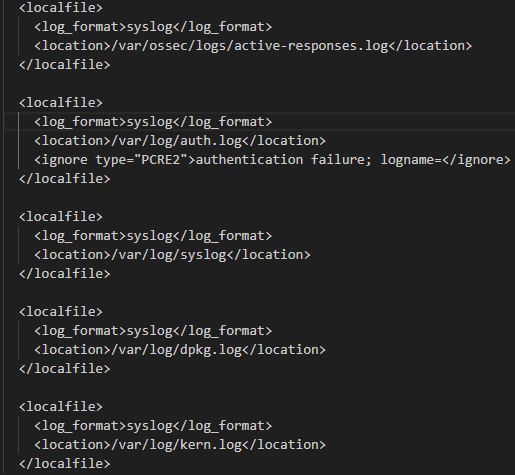 <localfile>
<log_format>syslog</log_format>
<location>/var/ossec/logs/active-responses.log</location>
</localfile>
<localfile>
<log_format>syslog</log_format>
<location>/var/log/auth.log</location>
<ignore type="PCRE2">authentication failure; logname=</ignore>
</localfile>
<localfile>
<log_format>syslog</log_format>
<location>/var/log/syslog</location>
</localfile>
<localfile>
<log_format>syslog</log_format>
<location>/var/log/dpkg.log</location>
</localfile>
<localfile>
<log_format>syslog</log_format>
<location>/var/log/kern.log</location>
</localfile>